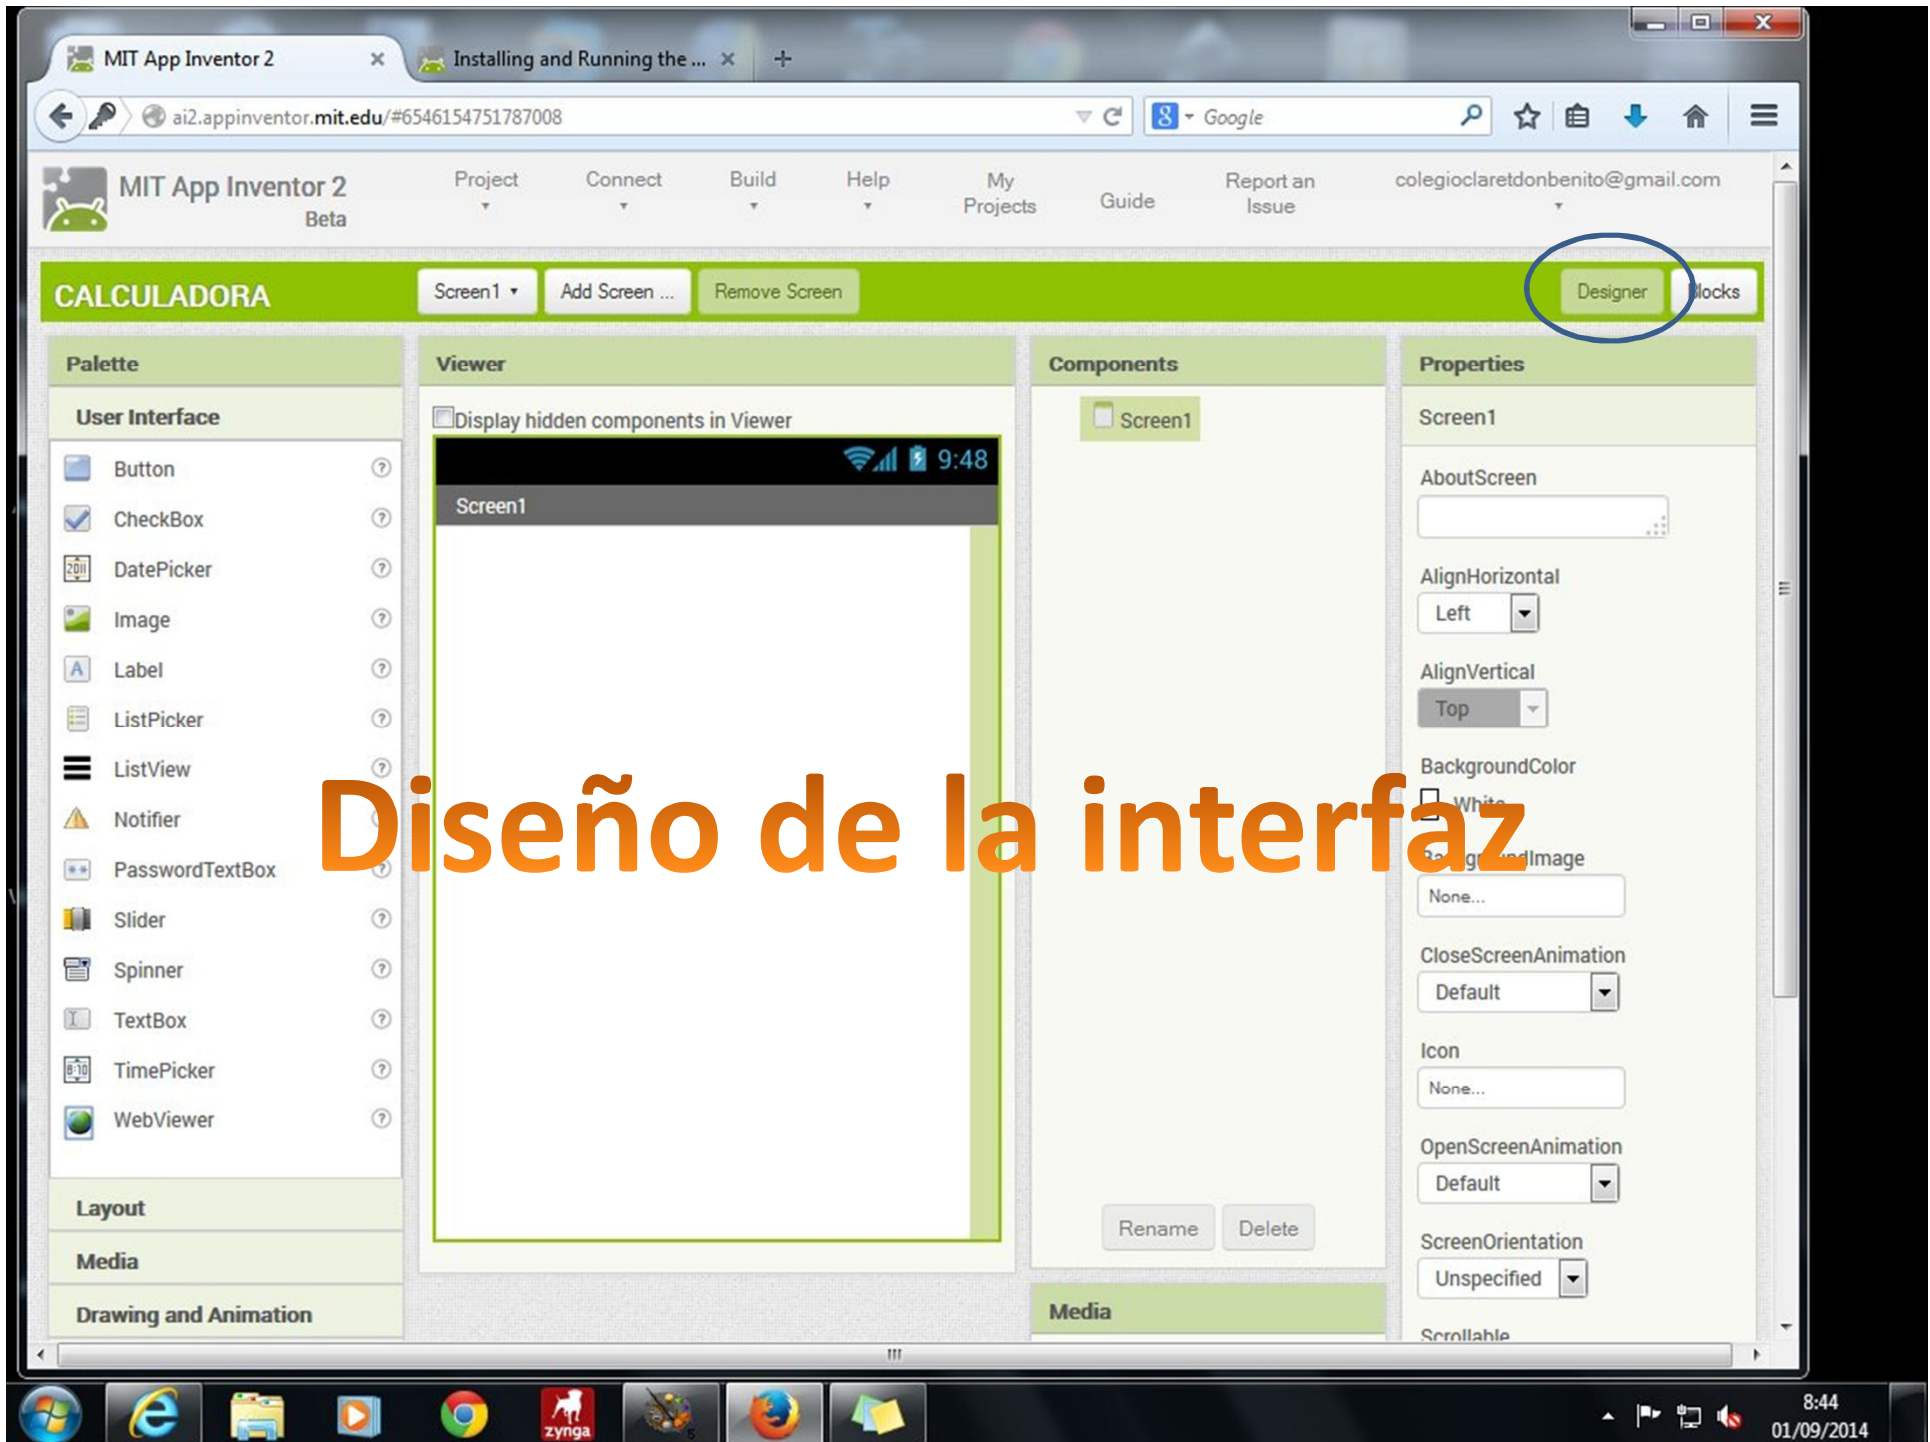 MIT App Inventor 2
Installing and Running the ...
ai2.appinventor.mit.edu/#6546154751787008
8
Google
MIT App Inventor 2
Beta
Project
Connect
Build
Help
My Projects
Guide
Report an Issue
colegioclaretdonbenito@gmail.com
CALCULADORA
Screen1
Add Screen ...
Remove Screen
Designer
Blocks
Palette
Viewer
Components
Properties
User Interface
Display hidden components in Viewer
Screen1
Screen1
Button
9:48
AboutScreen
CheckBox
Screen1
DatePicker
AlignHorizontal
Image
Left
Label
AlignVertical
ListPicker
Top
ListView
BackgroundColor
White
Notifier
Diseño de la interfaz
BackgroundImage
PasswordTextBox
None...
Slider
CloseScreenAnimation
Spinner
Default
TextBox
Icon
TimePicker
None...
WebViewer
OpenScreenAnimation
Default
Layout
Rename
Delete
ScreenOrientation
Media
Unspecified
Drawing and Animation
Media
Scrollable
zynga
8:44
01/09/2014